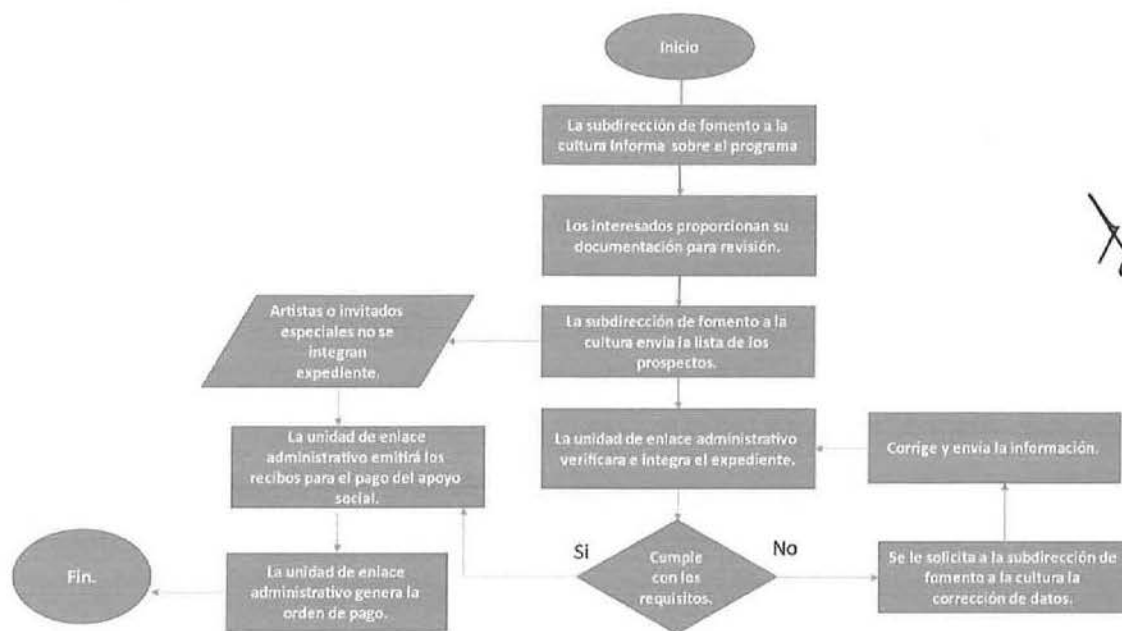 Inicio
La subdirección de fomento a la
cultura informa sobre el programa
Los interesados proporcionan su
documentación para revisión.
Artistas o invitados
especiales no se
integran
expediente.
La subdirección de fomento a la
cultura envía la lista de los
prospectos.
La unidad de enlace
administrativo emitirá los
recibos para el pago del apoyo
social.
La unidad de enlace administrativo
verificara e integra el expediente.
Corrige y envía la información.
Si
Cumple
con los
requisitos.
No
Se le solicita a la subdirección de
fomento a la cultura la
corrección de datos.
La unidad de enlace
administrativo genera la
orden de pago.
Fin.